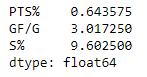 PTS%    0.643575
GF/G    3.017250
S%      9.602500
dtype: float64